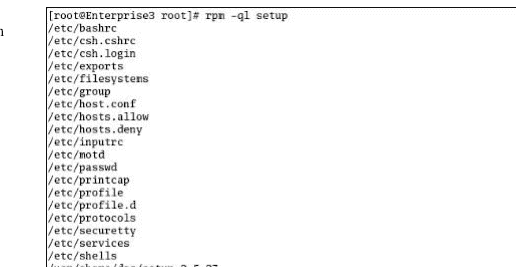 [root@Enterprise3 root]# rpm -ql setup
/etc/bashrc
/etc/csh.cshrc
/etc/csh.login
/etc/exports
/etc/filesystems
/etc/group
/etc/host.conf
/etc/hosts.allow
/etc/hosts.deny
/etc/inputrc
/etc/motd
/etc/passwd
/etc/printcap
/etc/profile
/etc/profile.d
/etc/protocols
/etc/securetty
/etc/services
/etc/shells